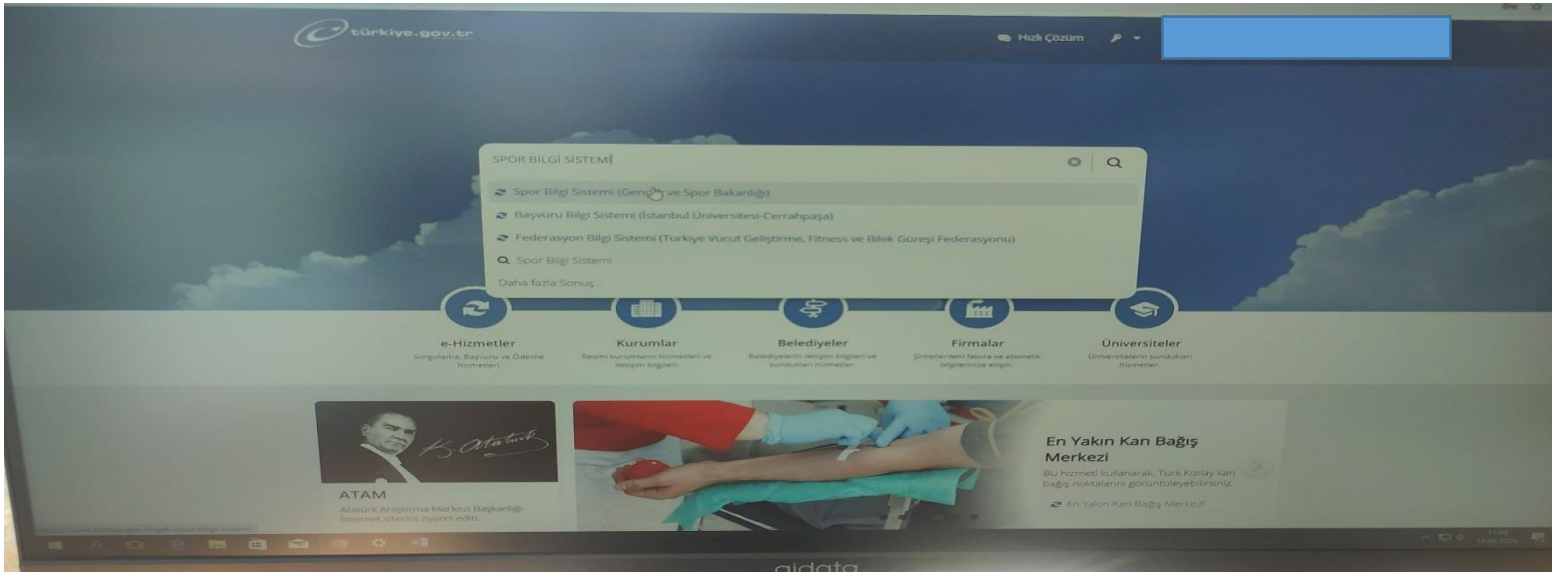 türkiye.gov.tr
Hızlı Çözüm
SPOR BİLGİ SİSTEMİ
Spor Bilgi Sistemi (Gençlik ve Spor Bakanlığı)
Başvuru Bilgi Sistemi (İstanbul Üniversitesi-Cerrahpaşa)
Federasyon Bilgi Sistemi (Türkiye Vücut Geliştirme, Fitness ve Bilek Güreşi Federasyonu)
Spor Bilgi Sistemi
Daha fazla Sonuç...
e-Hizmetler
Sorgulama, Başvuru ve Ödeme
hizmetleri.
Kurumlar
Resmi kurumların hizmetleri ve
iletişim bilgileri.
Belediyeler
Belediyelerin iletişim bilgileri ve
sundukları hizmetler.
Firmalar
Şirketlerdeki fatura ve abonelik
bilgilerinize erişin.
Üniversiteler
Üniversitelerin sundukları
hizmetler.
K. Atatürk
ATAM
Atatürk Araştırma Merkezi Başkanlığı
İnternet sitesini ziyaret edin.
En Yakın Kan Bağış
Merkezi
Bu hizmeti kullanarak, Türk Kızılay kan
bağış noktalarını görüntüleyebilirsiniz.
En Yakın Kan Bağış Merkezi
aidata